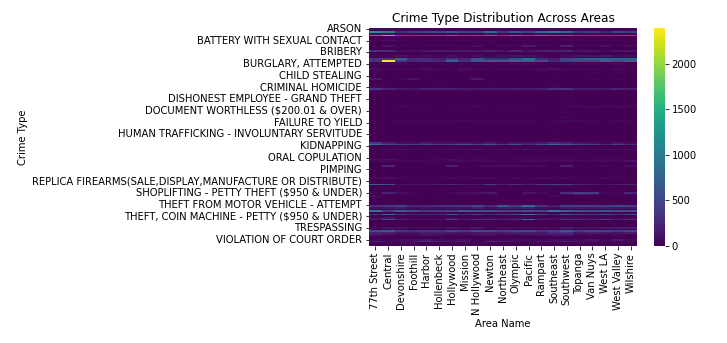 Crime Type Distribution Across Areas
Crime Type
ARSON
BATTERY WITH SEXUAL CONTACT
BRIBERY
BURGLARY, ATTEMPTED
CHILD STEALING
CRIMINAL HOMICIDE
DISHONEST EMPLOYEE - GRAND THEFT
DOCUMENT WORTHLESS ($200.01 & OVER)
FAILURE TO YIELD
HUMAN TRAFFICKING - INVOLUNTARY SERVITUDE
KIDNAPPING
ORAL COPULATION
PIMPING
REPLICA FIREARMS(SALE,DISPLAY,MANUFACTURE OR DISTRIBUTE)
SHOPLIFTING - PETTY THEFT ($950 & UNDER)
THEFT FROM MOTOR VEHICLE - ATTEMPT
THEFT, COIN MACHINE - PETTY ($950 & UNDER)
TRESPASSING
VIOLATION OF COURT ORDER
77th Street
Central
Devonshire
Foothill
Harbor
Hollenbeck
Hollywood
Mission
N Hollywood
Newton
Northeast
Olympic
Pacific
Rampart
Southeast
Southwest
Topanga
Van Nuys
West LA
West Valley
Wilshire
Area Name
2000
1500
1000
500
0